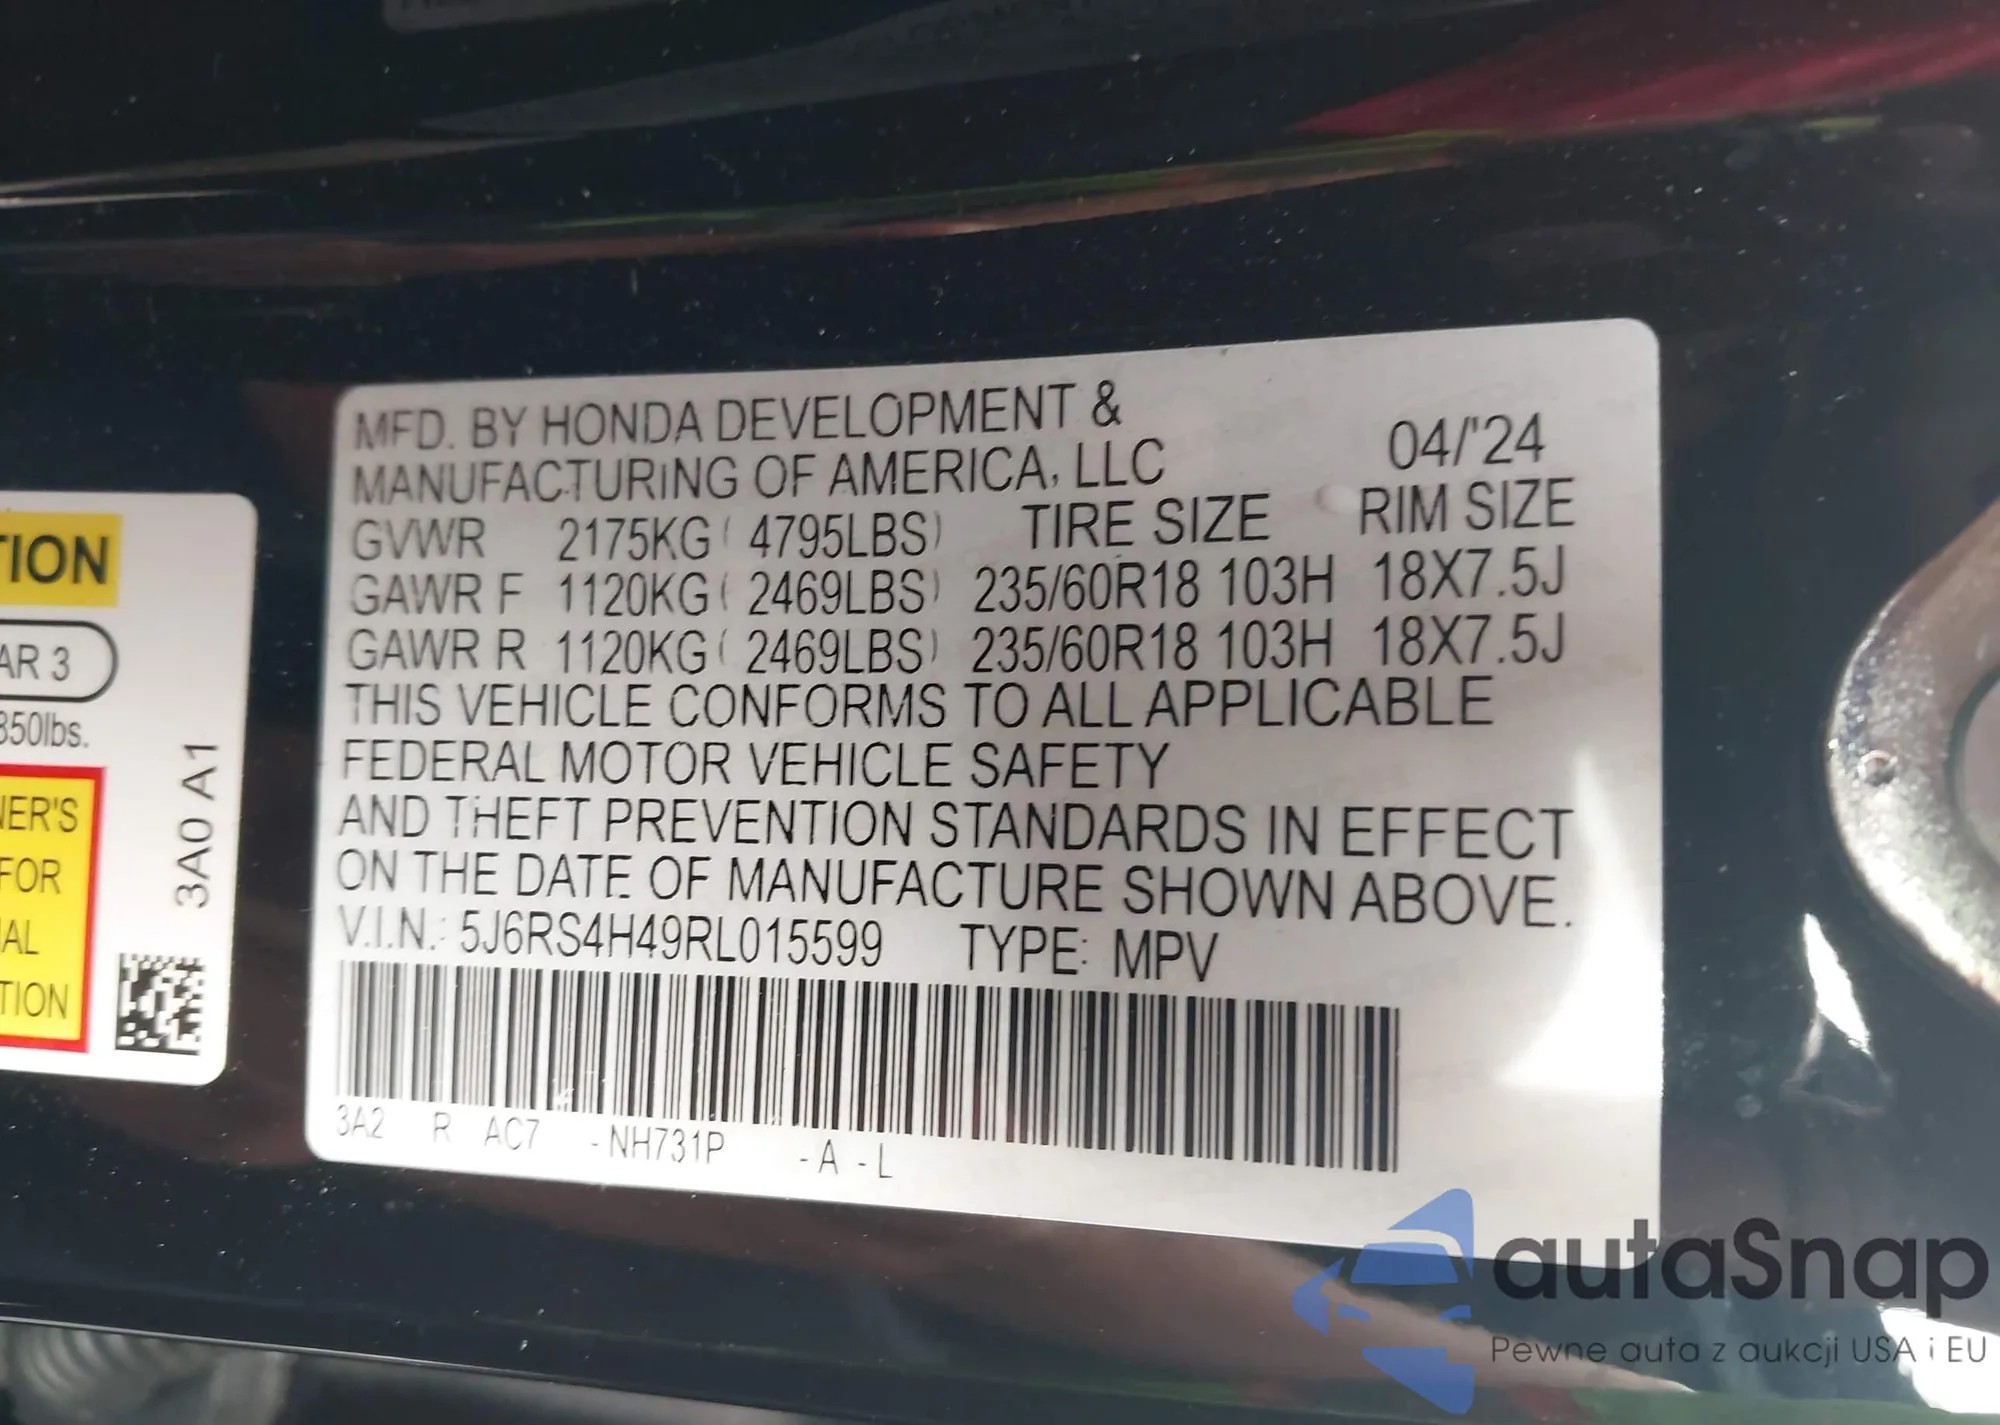 TION
AR 3
350lbs.
NER'S
FOR
IAL
TION
3A0 A1
MFD. BY HONDA DEVELOPMENT &
MANUFACTURING OF AMERICA, LLC 04/'24
GVWR 2175KG ( 4795LBS) TIRE SIZE RIM SIZE
GAWR F 1120KG ( 2469LBS) 235/60R18 103H 18X7.5J
GAWR R 1120KG ( 2469LBS) 235/60R18 103H 18X7.5J
THIS VEHICLE CONFORMS TO ALL APPLICABLE
FEDERAL MOTOR VEHICLE SAFETY
AND THEFT PREVENTION STANDARDS IN EFFECT
ON THE DATE OF MANUFACTURE SHOWN ABOVE.
V.I.N.: 5J6RS4H49RL015599 TYPE: MPV
3A2 R AC7 -NH731P -A -L
autaSnap
Pewne auta z aukcji USA i EU